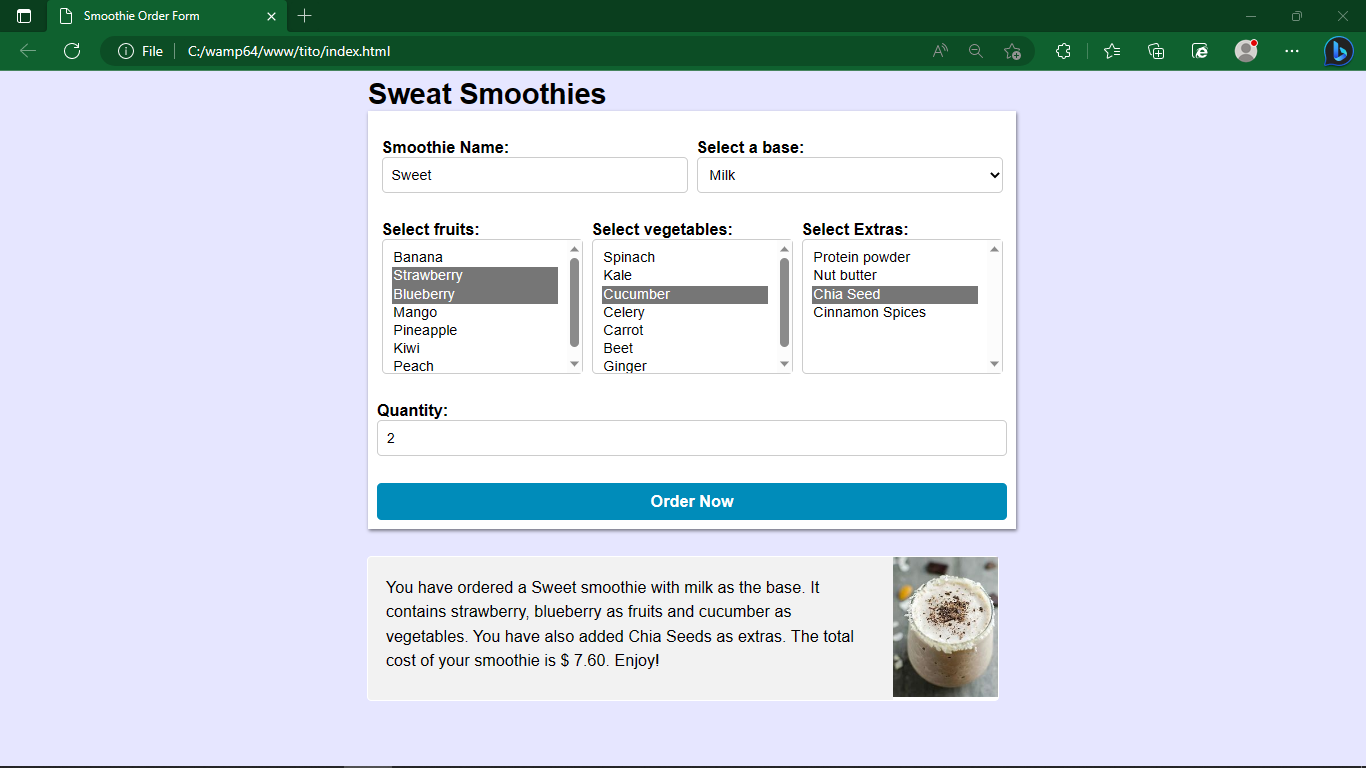 Smoothie Order Form
File
C:/wamp64/www/tito/index.html
Sweat Smoothies
Smoothie Name:
Select a base:
Sweet
Milk
Select fruits:
Select vegetables:
Select Extras:
Banana
Strawberry
Blueberry
Mango
Pineapple
Kiwi
Peach
Spinach
Kale
Cucumber
Celery
Carrot
Beet
Ginger
Protein powder
Nut butter
Chia Seed
Cinnamon Spices
Quantity:
2
Order Now
You have ordered a Sweet smoothie with milk as the base. It
contains strawberry, blueberry as fruits and cucumber as
vegetables. You have also added Chia Seeds as extras. The total
cost of your smoothie is $ 7.60. Enjoy!